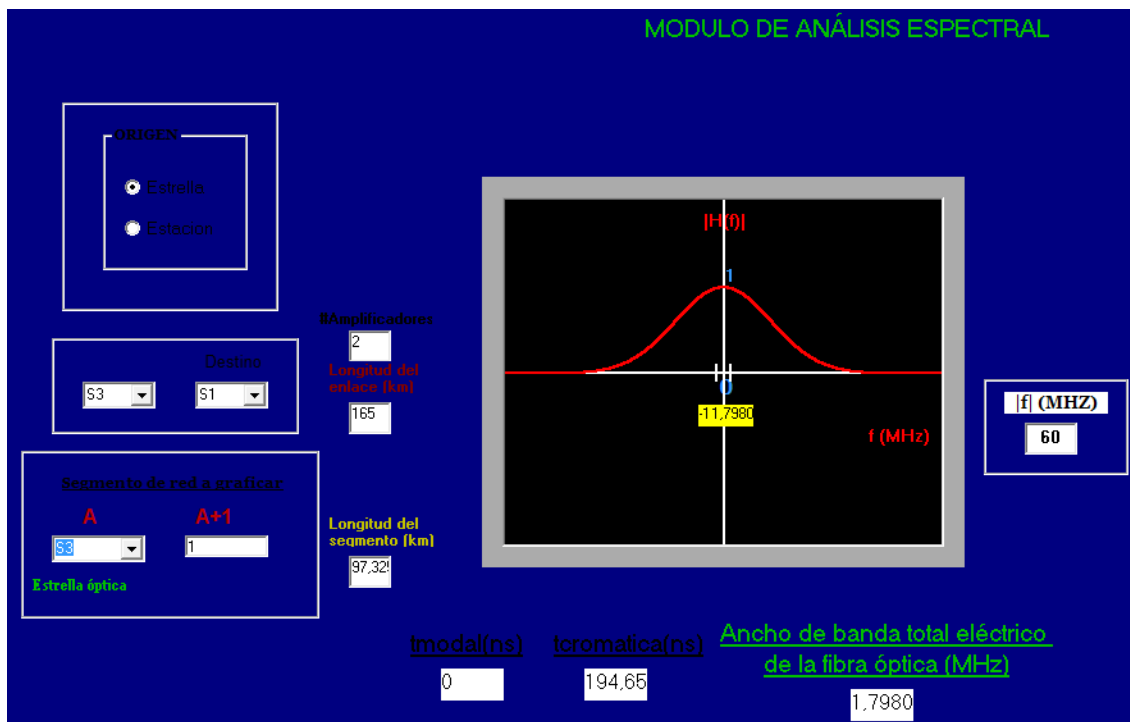 MODULO DE ANÁLISIS ESPECTRAL
ORIGEN
Estrella
Estacion
#Amplificadores
2
Destino
Longitud del
enlace (km)
S3
S1
165
|H(f)|
1
0
-11,7980
f (MHz)
|f| (MHZ)
60
Segmento de red a graficar
A
A+1
S3
1
Estrella óptica
Longitud del
segmento (km)
97,32
tmodal(ns)
0
tcromatica(ns)
194,65
Ancho de banda total eléctrico
de la fibra óptica (MHz)
1,7980